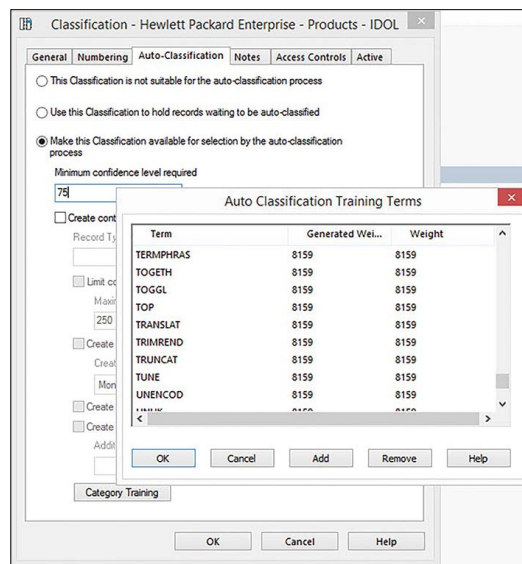 Classification - Hewlett Packard Enterprise - Products - IDOL
General Numbering Auto-Classification Notes Access Controls Active
This Classification is not suitable for the auto-classification process
Use this Classification to hold records waiting to be auto-classified
Make this Classification available for selection by the auto-classification
process
Minimum confidence level required
75
Create cont
Record Ty
Limit co
Maxi
250
Create
Creat
Mon
Create
Create
Addit
Category Training
OK Cancel Help
Auto Classification Training Terms
Term Generated Wei... Weight
TERMPHRAS 8159 8159
TOGETH 8159 8159
TOGGL 8159 8159
TOP 8159 8159
TRANSLAT 8159 8159
TRIMREND 8159 8159
TRUNCAT 8159 8159
TUNE 8159 8159
UNENCOD 8159 8159
OK Cancel Add Remove Help